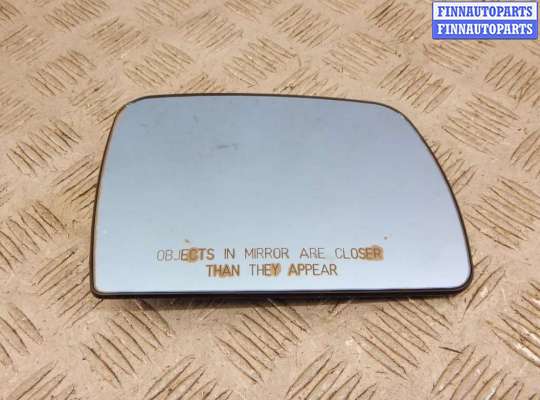 FINNAUTOPARTS
FINNAUTOPARTS
OBJECTS IN MIRROR ARE CLOSER
THAN THEY APPEAR